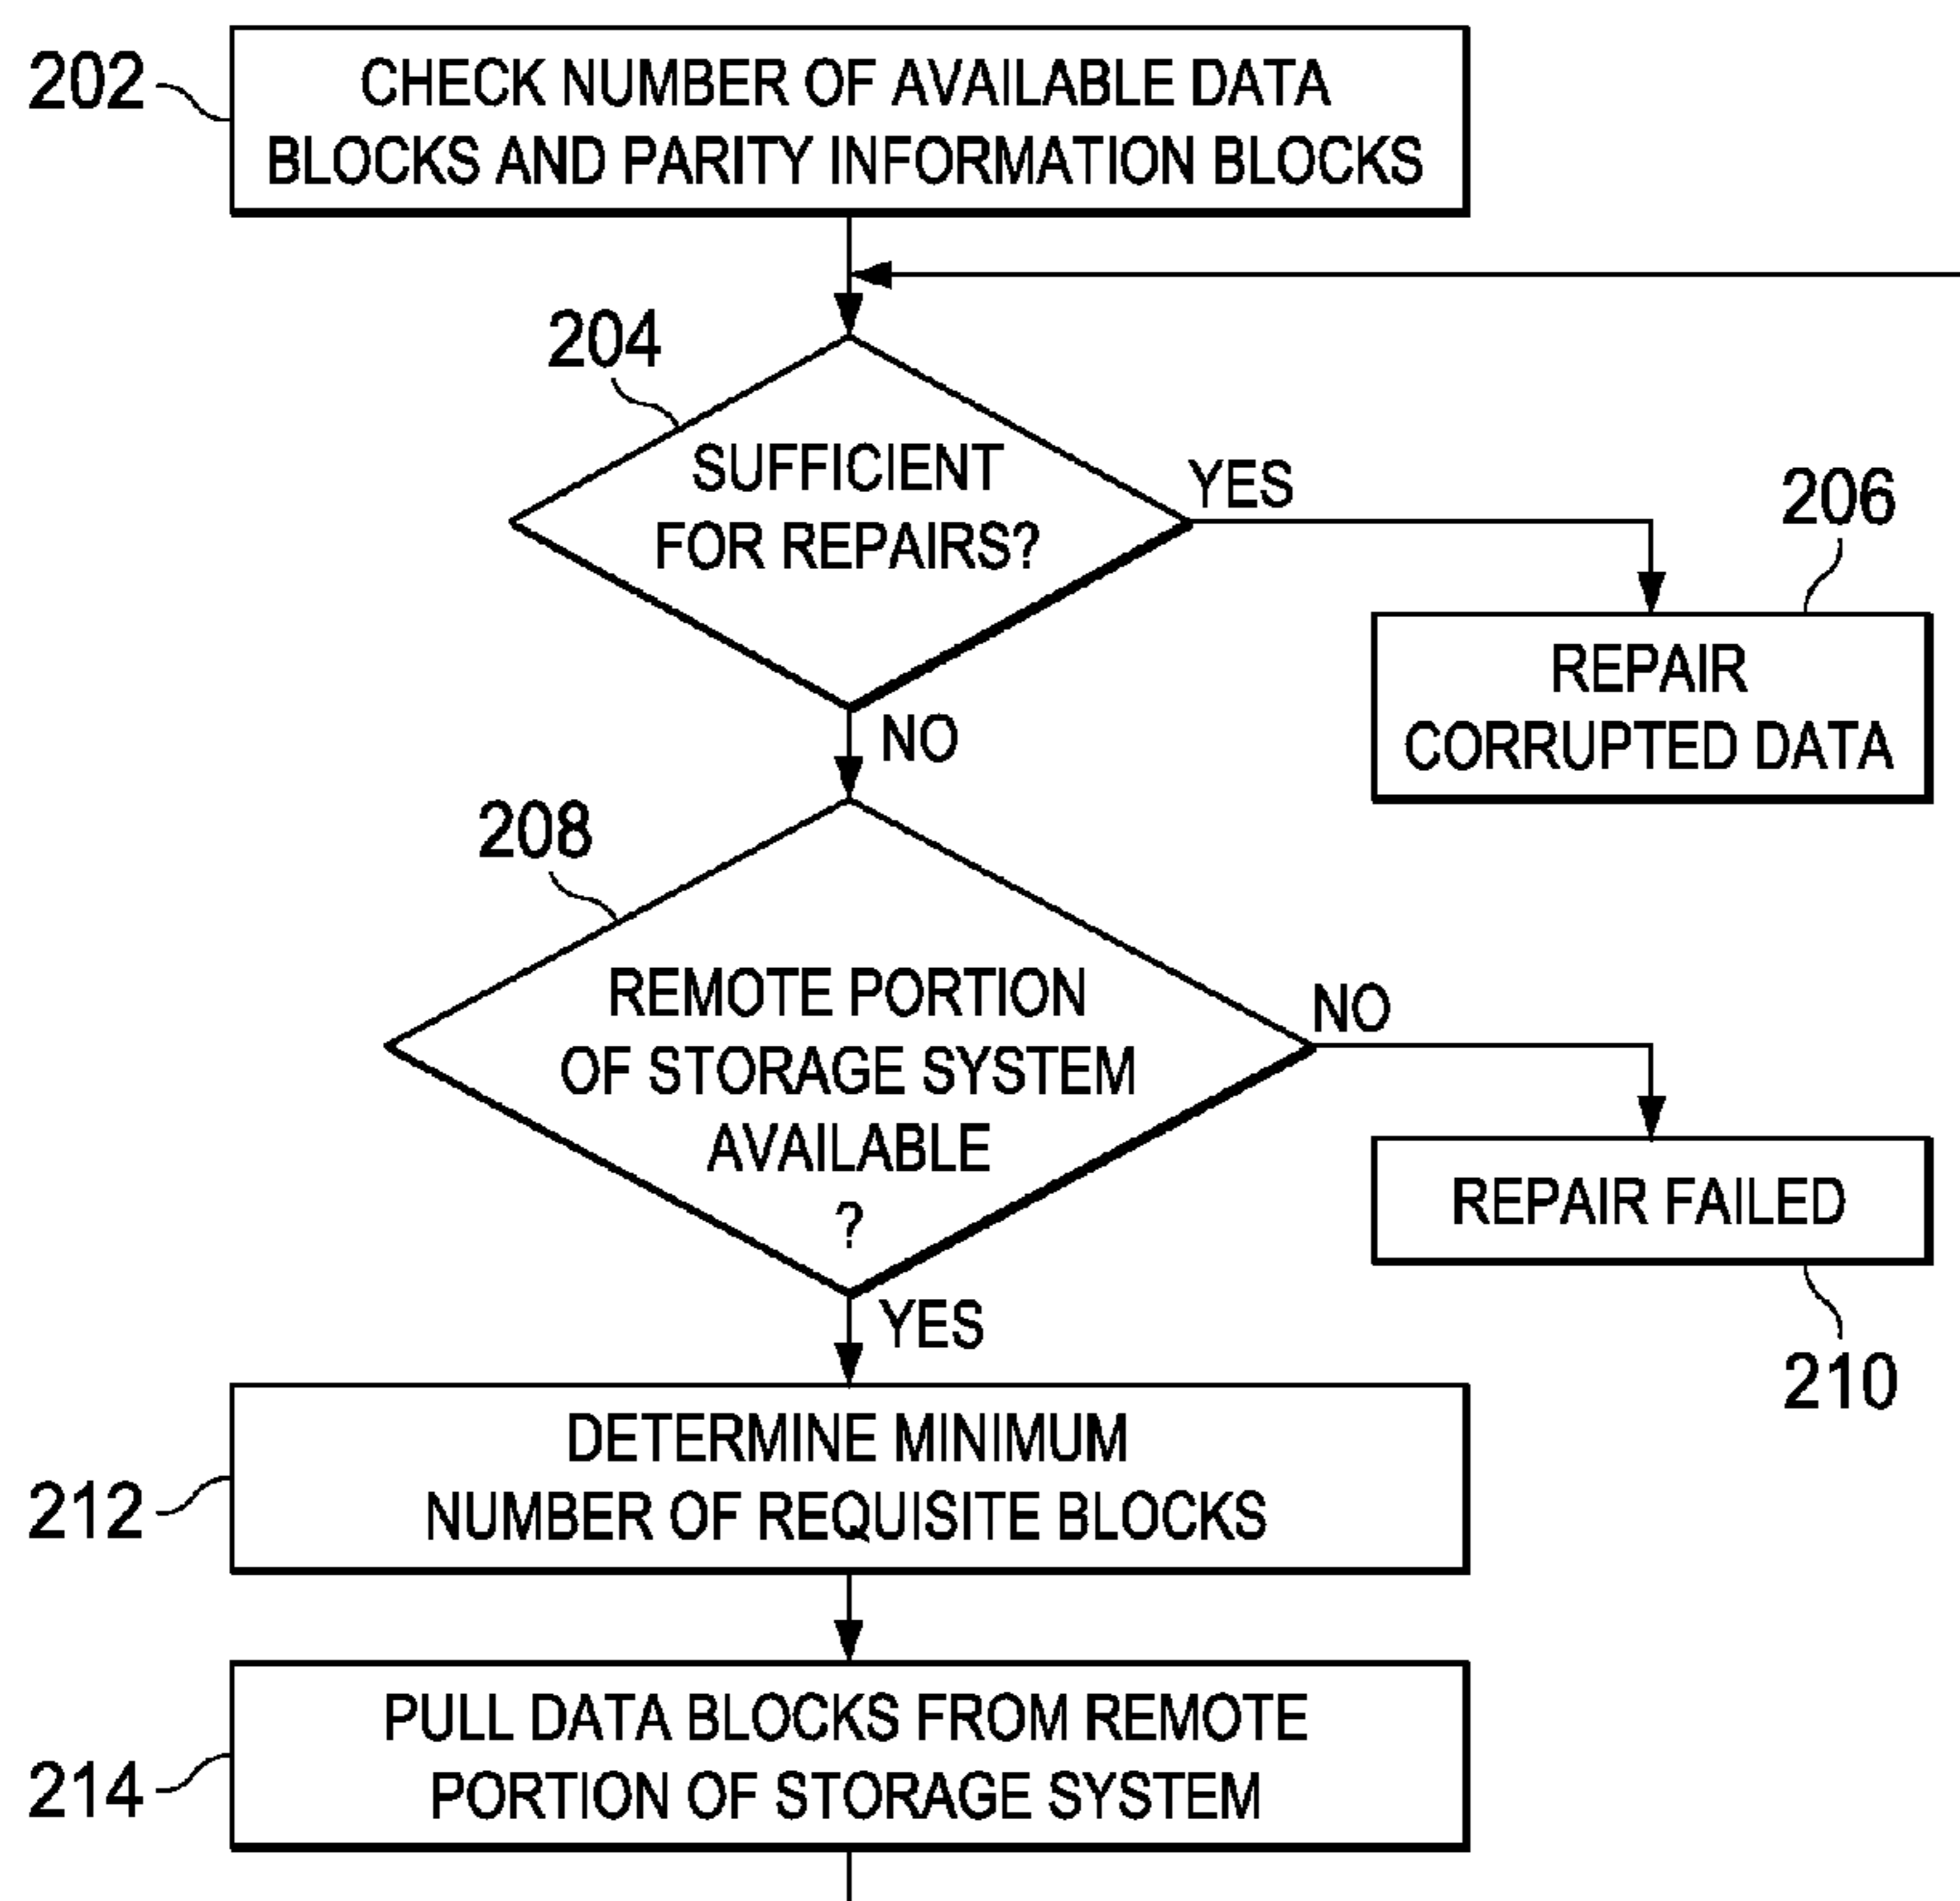 202
CHECK NUMBER OF AVAILABLE DATA
BLOCKS AND PARITY INFORMATION BLOCKS
204
SUFFICIENT
FOR REPAIRS?
YES
206
REPAIR
CORRUPTED DATA
NO
208
REMOTE PORTION
OF STORAGE SYSTEM
AVAILABLE
?
NO
REPAIR FAILED
210
YES
212
DETERMINE MINIMUM
NUMBER OF REQUISITE BLOCKS
214
PULL DATA BLOCKS FROM REMOTE
PORTION OF STORAGE SYSTEM